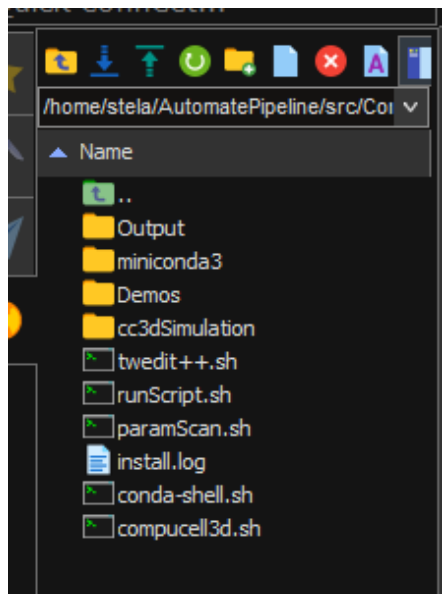 /home/stela/AutomatePipeline/src/Co
Name
..
Output
miniconda3
Demos
cc3dSimulation
twedit++.sh
runScript.sh
paramScan.sh
install.log
conda-shell.sh
compucell3d.sh